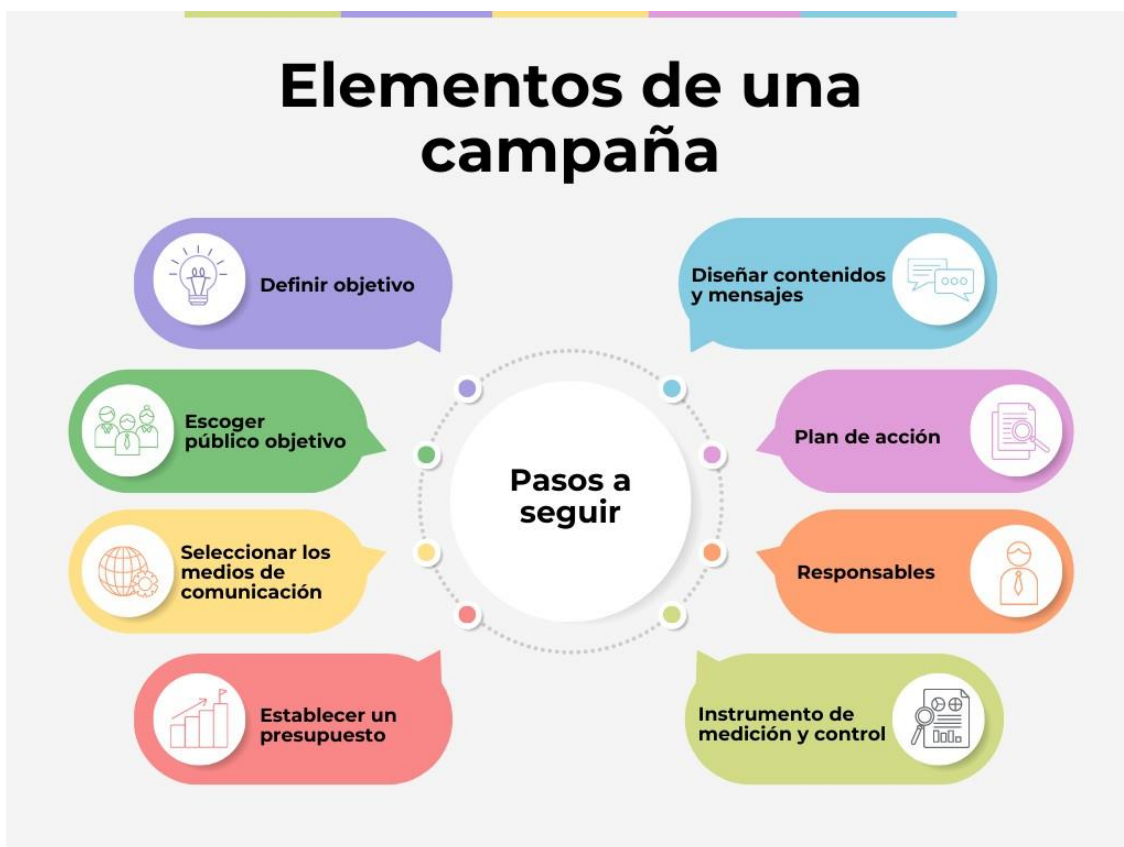 Elementos de una
campaña
Definir objetivo
Escoger
público objetivo
Seleccionar los
medios de
comunicación
Establecer un
presupuesto
Pasos a
seguir
Diseñar contenidos
y mensajes
Plan de acción
Responsables
Instrumento de
medición y control